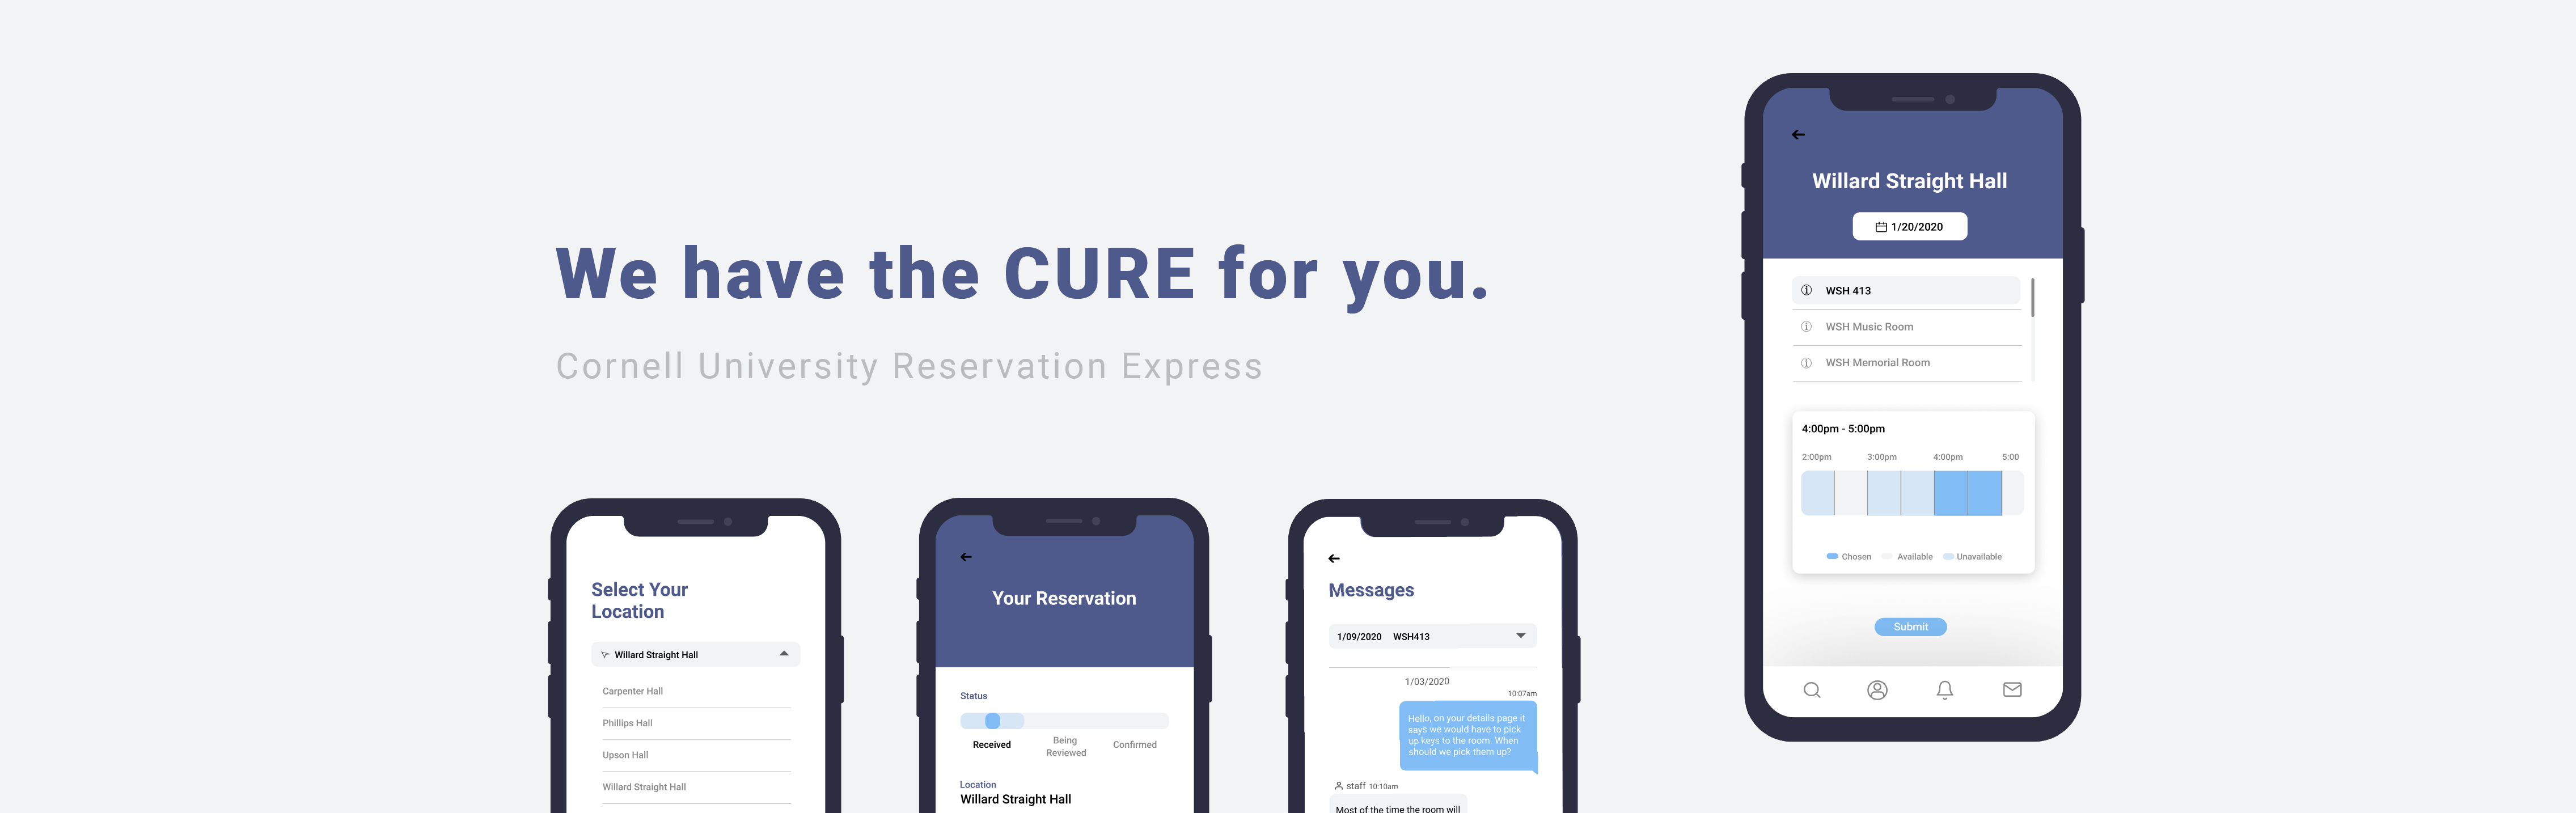 We have the CURE for you.
Cornell University Reservation Express
Select Your
Location
Willard Straight Hall
Carpenter Hall
Phillips Hall
Upson Hall
Willard Straight Hall
Your Reservation
Status
Received
Being
Reviewed
Confirmed
Location
Willard Straight Hall
Messages
1/09/2020 WSH413
1/03/2020
10:07am
Hello, on your details page it
says we would have to pick
up keys to the room. When
should we pick them up?
staff 10:10am
Most of the time the room will
Willard Straight Hall
1/20/2020
WSH 413
WSH Music Room
WSH Memorial Room
4:00pm - 5:00pm
2:00pm 3:00pm 4:00pm 5:00
Chosen Available Unavailable
Submit